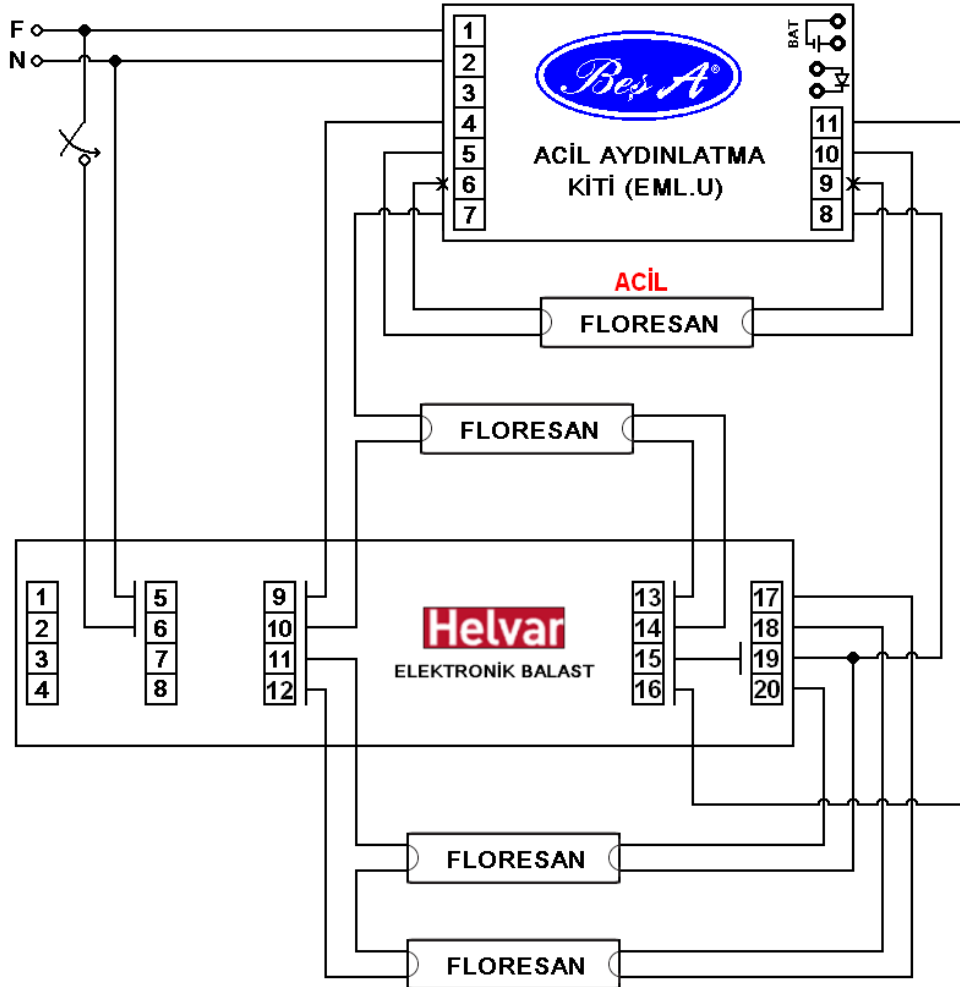 F
N
1
2
3
4
5
6
7
Beş A®
ACİL AYDINLATMA
KİTİ (EML.U)
BAT
11
10
9
8
ACİL
FLORESAN
FLORESAN
1
2
3
4
5
6
7
8
9
10
11
12
Helvar
ELEKTRONİK BALAST
13
14
15
16
17
18
19
20
FLORESAN
FLORESAN